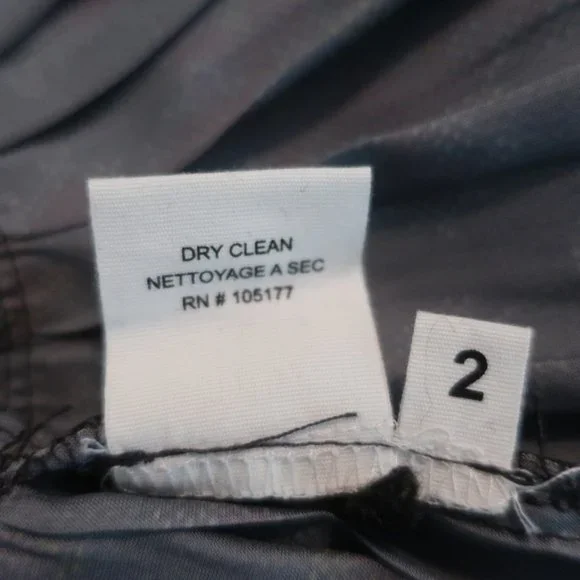 DRY CLEAN
NETTOYAGE A SEC
RN # 105177
2